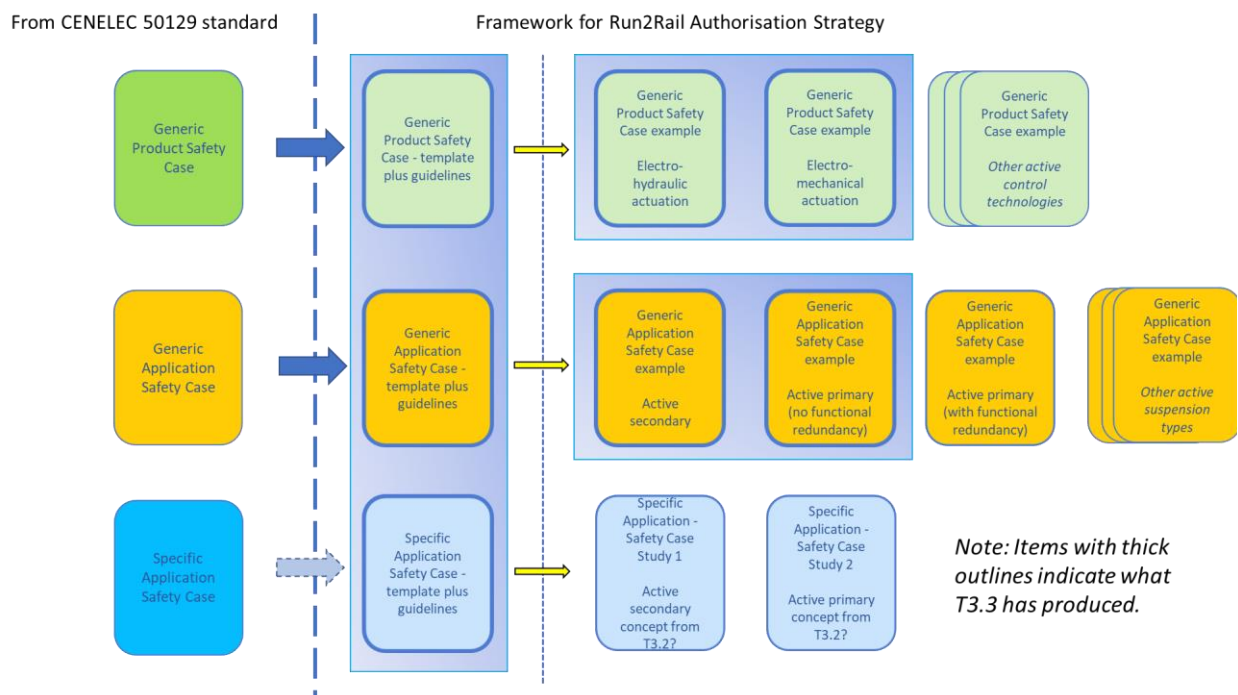 From CENELEC 50129 standard
Framework for Run2Rail Authorisation Strategy
Generic
Product Safety
Case
Generic
Product Safety
Case - template
plus guidelines
Generic
Product Safety
Case example
Electro-
hydraulic
actuation
Generic
Product Safety
Case example
Electro-
mechanical
actuation
Generic
Product Safety
Case example
Other active
control
technologies
Generic
Application
Safety Case
Generic
Application
Safety Case -
template plus
guidelines
Generic
Application
Safety Case
example
Active
secondary
Generic
Application
Safety Case
example
Active primary
(no functional
redundancy)
Generic
Application
Safety Case
example
Active primary
(with functional
redundancy)
Generic
Application
Safety Case
example
Other active
suspension
types
Specific
Application
Safety Case
Specific
Application
Safety Case -
template plus
guidelines
Specific
Application -
Safety Case
Study 1
Active
secondary
concept from
T3.2?
Specific
Application -
Safety Case
Study 2
Active primary
concept from
T3.2?
Note: Items with thick
outlines indicate what
T3.3 has produced.